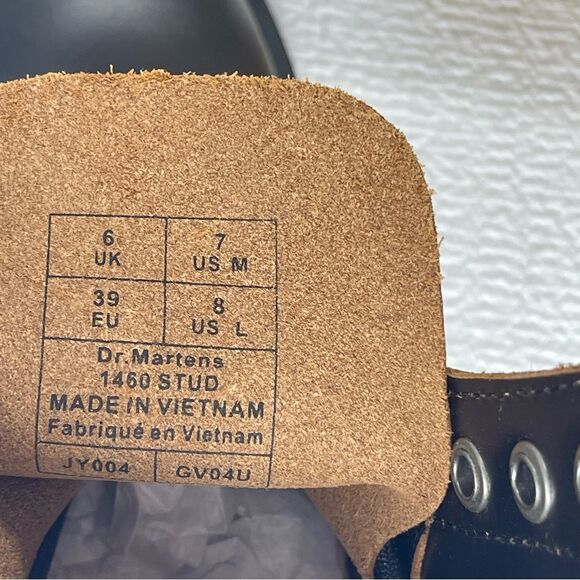 6 7
UK US M
39 8
EU US L
Dr.Martens
1460 STUD
MADE IN VIETNAM
Fabriqué en Vietnam
JY004 GV04U